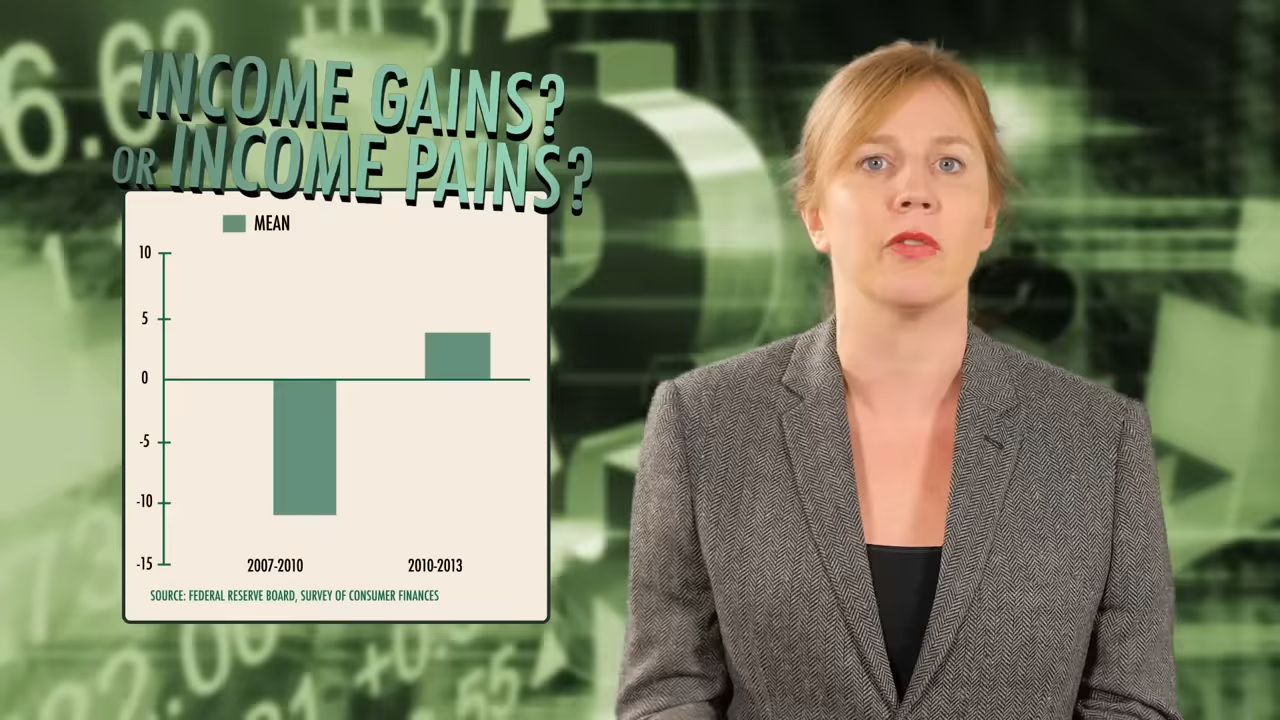 INCOME GAINS?
OR INCOME PAINS?
MEAN
10
5
0
-5
-10
-15
2007-2010 2010-2013
SOURCE: FEDERAL RESERVE BOARD, SURVEY OF CONSUMER FINANCES